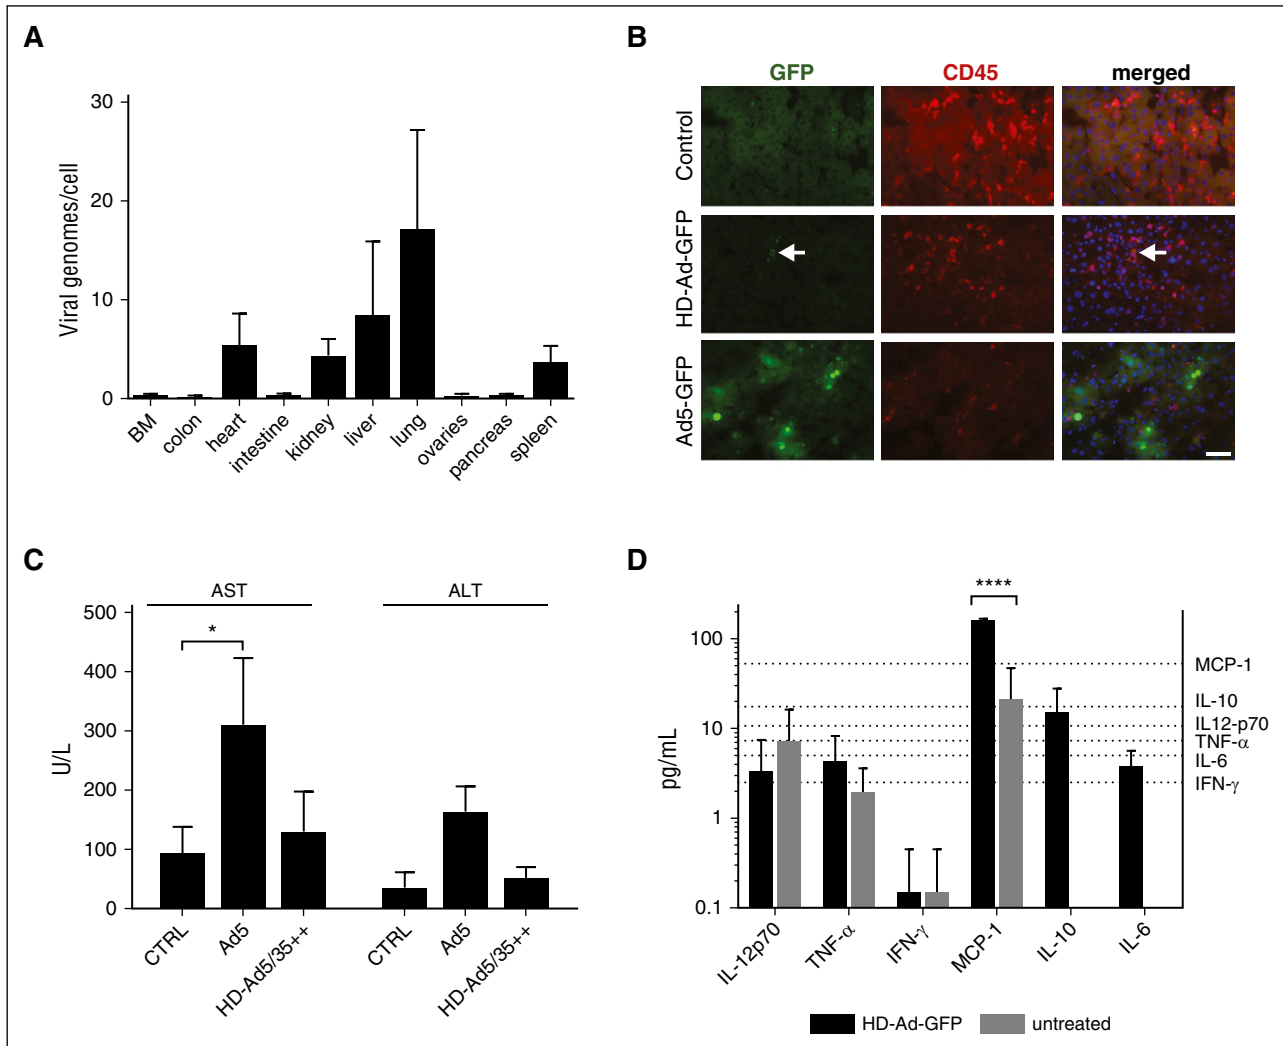 A
30
20
10
0
Viral genomes/cell
BM
colon
heart
intestine
kidney
liver
lung
ovaries
pancreas
spleen
B
GFP
CD45
merged
Control
HD-Ad-GFP
Ad5-GFP
C
AST
ALT
500
400
300
200
100
0
U/L
*
CTRL
Ad5
HD-Ad5/35++
CTRL
Ad5
HD-Ad5/35++
D
****
100
10
1
0.1
pg/mL
MCP-1
IL-10
IL12-p70
TNF-α
IL-6
IFN-γ
IL-12p70
TNF-α
IFN-γ
MCP-1
IL-10
IL-6
HD-Ad-GFP
untreated